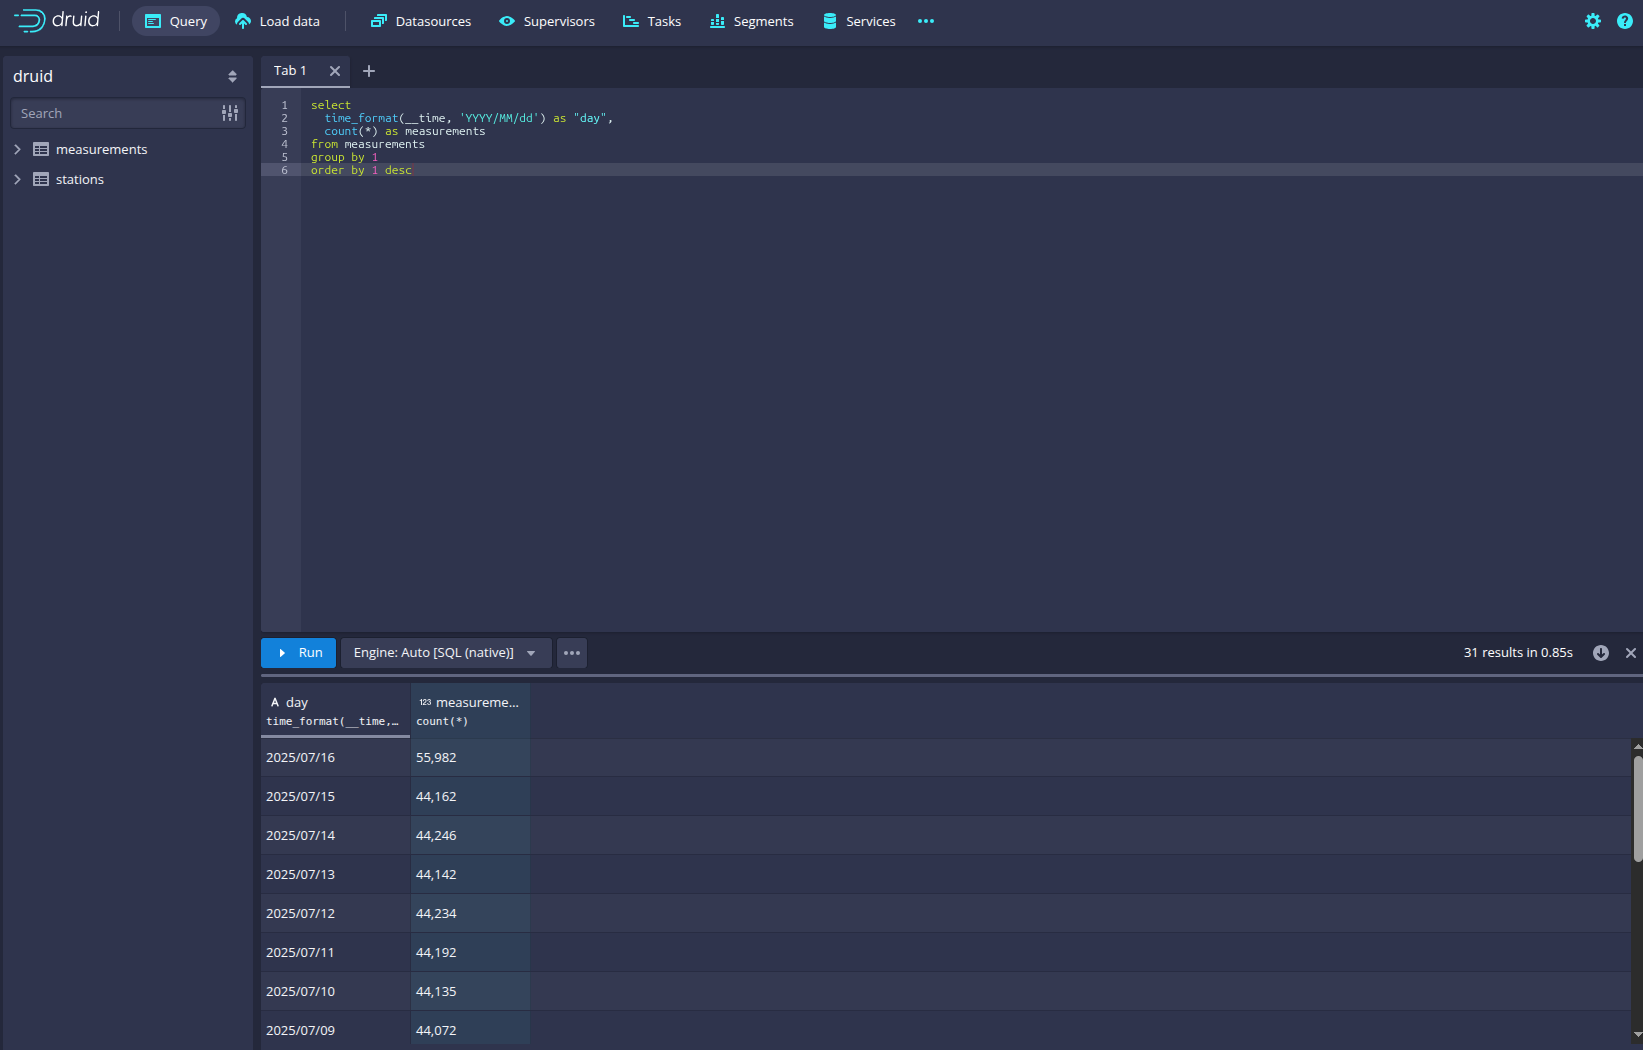 druid Query Load data Datasources Supervisors Tasks Segments Services
druid
Search
measurements
stations
Tab 1
1 select
2 time_format(__time, 'YYYY/MM/dd') as "day",
3 count(*) as measurements
4 from measurements
5 group by 1
6 order by 1 desc
Run Engine: Auto [SQL (native)] 31 results in 0.85s
A day 123 measureme...
time_format(__time,… count(*)
2025/07/16 55,982
2025/07/15 44,162
2025/07/14 44,246
2025/07/13 44,142
2025/07/12 44,234
2025/07/11 44,192
2025/07/10 44,135
2025/07/09 44,072